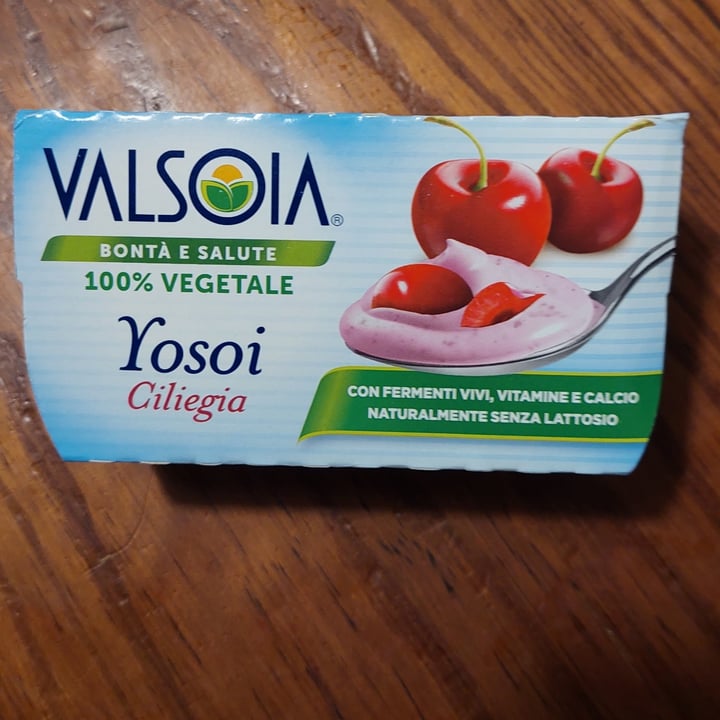 VALSOIA®
BONTÀ E SALUTE
100% VEGETALE
Yosoi
Ciliegia
CON FERMENTI VIVI, VITAMINE E CALCIO
NATURALMENTE SENZA LATTOSIO